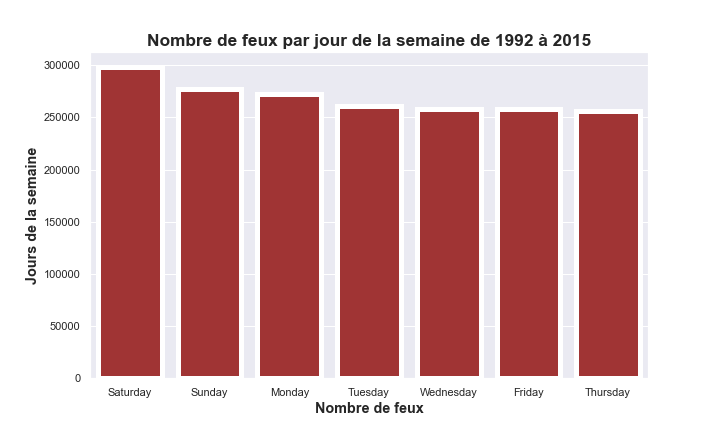 Nombre de feux par jour de la semaine de 1992 à 2015
Jours de la semaine
300000
250000
200000
150000
100000
50000
0
Saturday Sunday Monday Tuesday Wednesday Friday Thursday
Nombre de feux